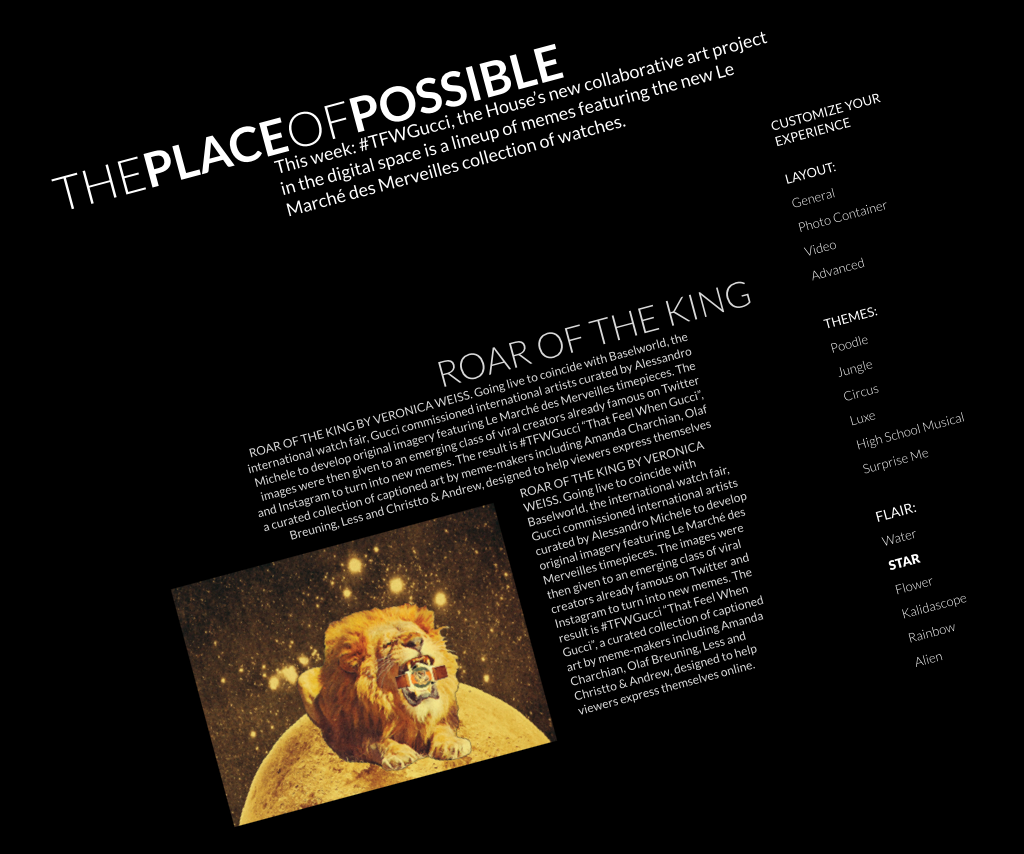 THEPLACEOFPOSSIBLE
This week: #TFWGucci, the House's new collaborative art project
in the digital space is a lineup of memes featuring the new Le
Marché des Merveilles collection of watches.
ROAR OF THE KING
ROAR OF THE KING BY VERONICA WEISS. Going live to coincide with Baselworld, the
international watch fair, Gucci commissioned international artists curated by Alessandro
Michele to develop original imagery featuring Le Marché des Merveilles timepieces. The
images were then given to an emerging class of viral creators already famous on Twitter
and Instagram to turn into new memes. The result is #TFWGucci "That Feel When Gucci",
a curated collection of captioned art by meme-makers including Amanda Charchian, Olaf
Breuning, Less and Christto & Andrew, designed to help viewers express themselves
ROAR OF THE KING BY VERONICA
WEISS. Going live to coincide with
Baselworld, the international watch fair,
Gucci commissioned international artists
curated by Alessandro Michele to develop
original imagery featuring Le Marché des
Merveilles timepieces. The images were
then given to an emerging class of viral
creators already famous on Twitter and
Instagram to turn into new memes. The
result is #TFWGucci "That Feel When
Gucci", a curated collection of captioned
art by meme-makers including Amanda
Charchian, Olaf Breuning, Less and
Christto & Andrew, designed to help
viewers express themselves online.
CUSTOMIZE YOUR
EXPERIENCE
LAYOUT:
General
Photo Container
Video
Advanced
THEMES:
Poodle
Jungle
Circus
Luxe
High School Musical
Surprise Me
FLAIR:
Water
STAR
Flower
Kalidascope
Rainbow
Alien